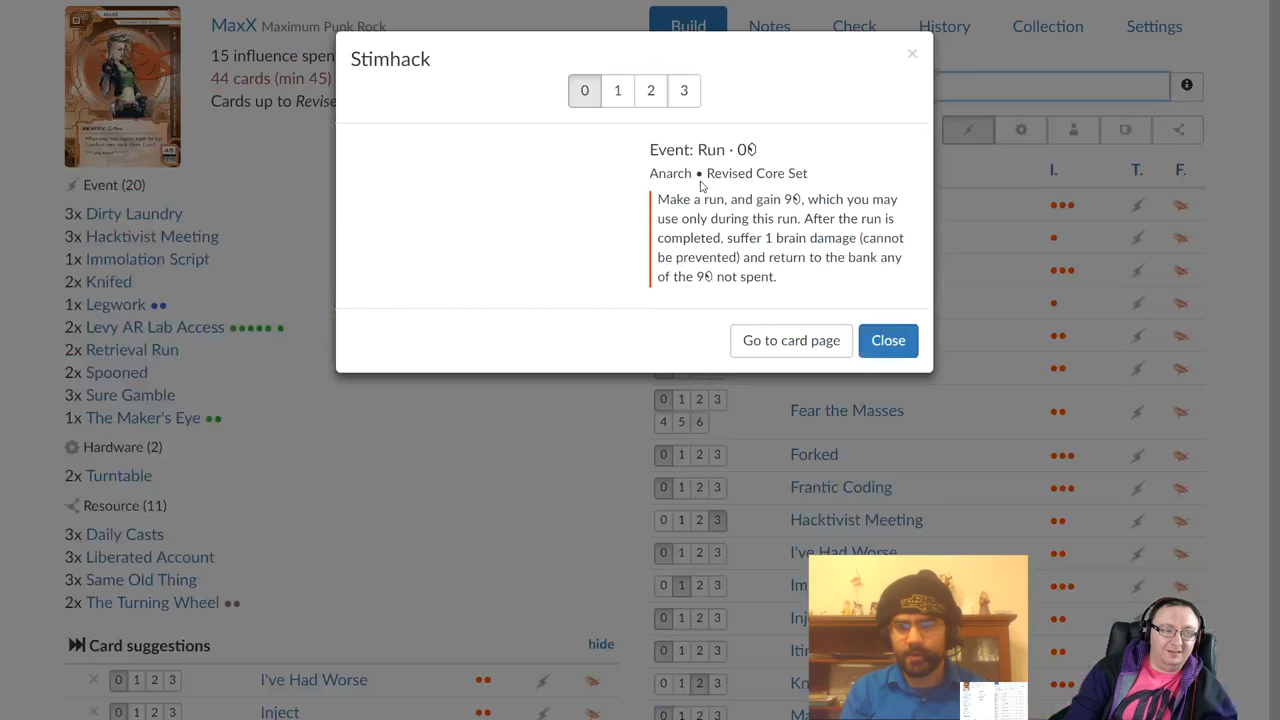 MaxX Maximum Punk Rock
15 influence spen
44 cards (min 45)
Cards up to Revise
Build
Notes
Check
History
Collection
Settings
Stimhack
×
0 1 2 3
Event: Run · 0
Anarch • Revised Core Set
Make a run, and gain 9, which you may
use only during this run. After the run is
completed, suffer 1 brain damage (cannot
be prevented) and return to the bank any
of the 9 not spent.
Go to card page
Close
Event (20)
3x Dirty Laundry
3x Hacktivist Meeting
1x Immolation Script
2x Knifed
1x Legwork
2x Levy AR Lab Access
2x Retrieval Run
2x Spooned
3x Sure Gamble
1x The Maker's Eye
Hardware (2)
2x Turntable
Resource (11)
3x Daily Casts
3x Liberated Account
3x Same Old Thing
2x The Turning Wheel
Card suggestions
hide
× 0 1 2 3 I've Had Worse
× 0 1 2 3 Inject
I. T. F.
0 1 2 3
4 5 6
Fear the Masses
0 1 2 3 Forked
0 1 2 3 Frantic Coding
0 1 2 3 Hacktivist Meeting
0 1 2 3 I've Had Worse
0 1 2 3 Im
0 1 2 3 Inj
0 1 2 3 Itin
0 1 2 3 Kn
0 1 2 3 Ma